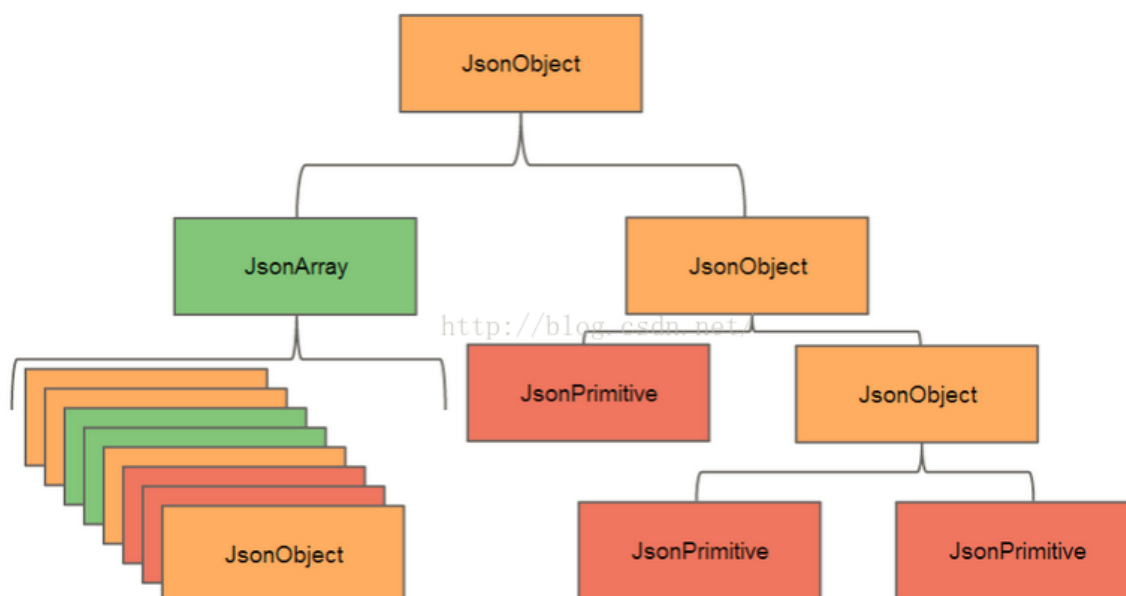 JsonObject
JsonArray
JsonObject
http://blog.csdn.net/
JsonPrimitive
JsonObject
JsonObject
JsonPrimitive
JsonPrimitive